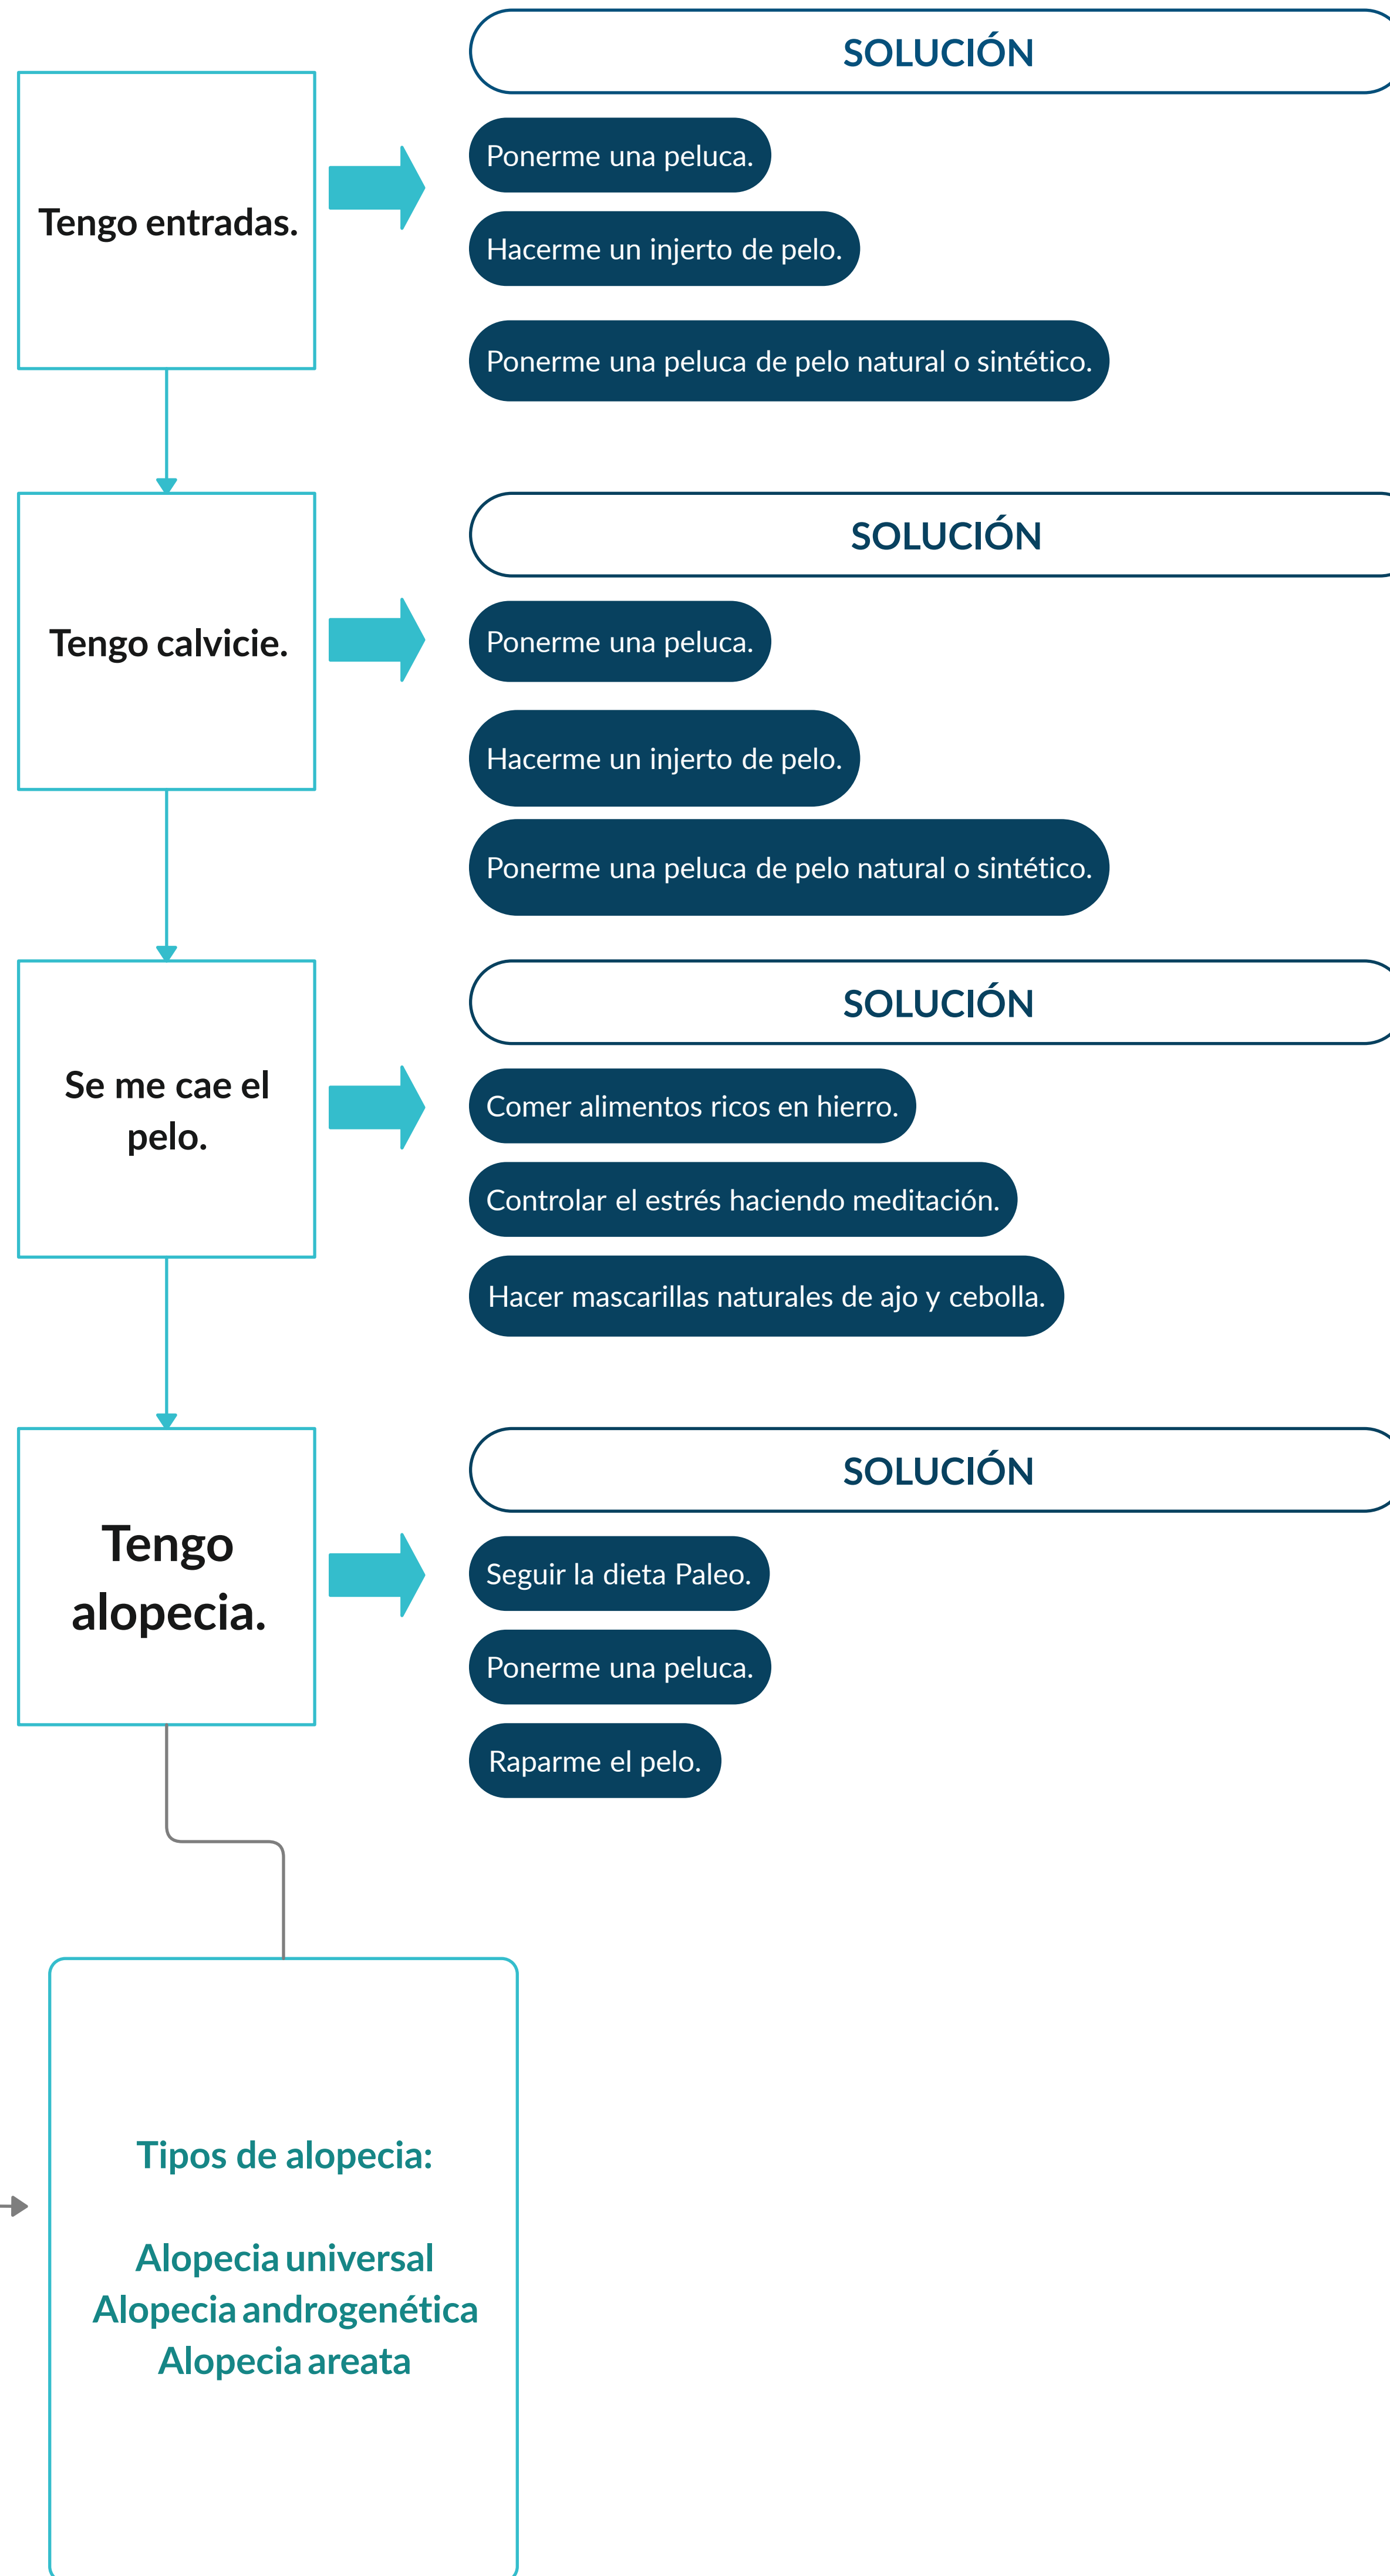 SOLUCIÓN
Tengo entradas.
Ponerme una peluca.
Hacerme un injerto de pelo.
Ponerme una peluca de pelo natural o sintético.
SOLUCIÓN
Tengo calvicie.
Ponerme una peluca.
Hacerme un injerto de pelo.
Ponerme una peluca de pelo natural o sintético.
SOLUCIÓN
Se me cae el
pelo.
Comer alimentos ricos en hierro.
Controlar el estrés haciendo meditación.
Hacer mascarillas naturales de ajo y cebolla.
SOLUCIÓN
Tengo
alopecia.
Seguir la dieta Paleo.
Ponerme una peluca.
Raparme el pelo.
Tipos de alopecia:
Alopecia universal
Alopecia androgenética
Alopecia areata